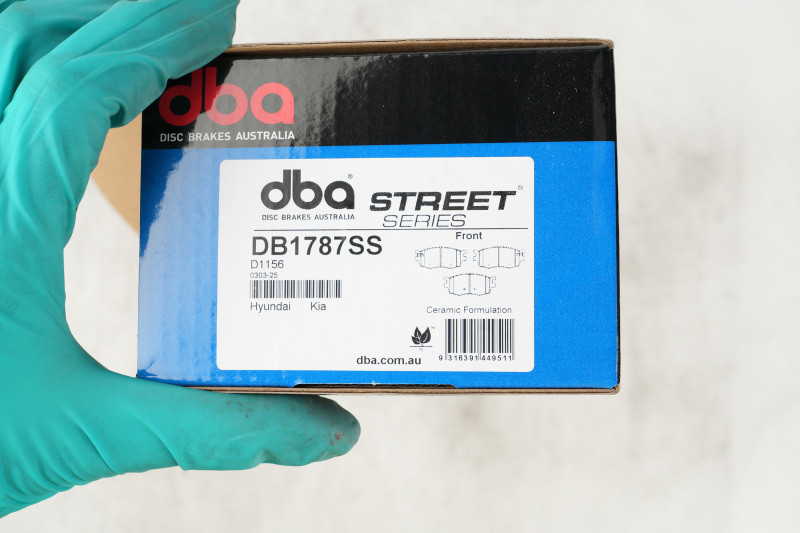 dba
DISC BRAKES AUSTRALIA
dba®
DISC BRAKES AUSTRALIA
STREET®
SERIES
DB1787SS
Front
D1156
0303-25
Hyundai Kia
Ceramic Formulation
dba.com.au
9 316391 449511